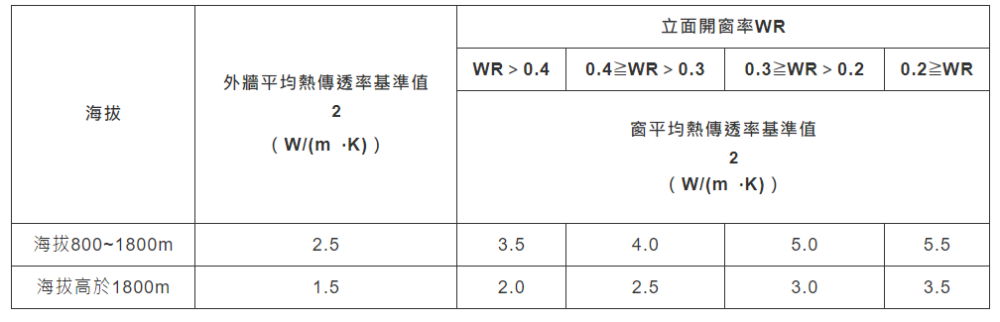 海拔
外牆平均熱傳透率基準值
2
（W/(m ‧K)）
立面開窗率WR
WR＞0.4
0.4≧WR＞0.3
0.3≧WR＞0.2
0.2≧WR
窗平均熱傳透率基準值
2
（W/(m ‧K)）
海拔800~1800m
2.5
3.5
4.0
5.0
5.5
海拔高於1800m
1.5
2.0
2.5
3.0
3.5